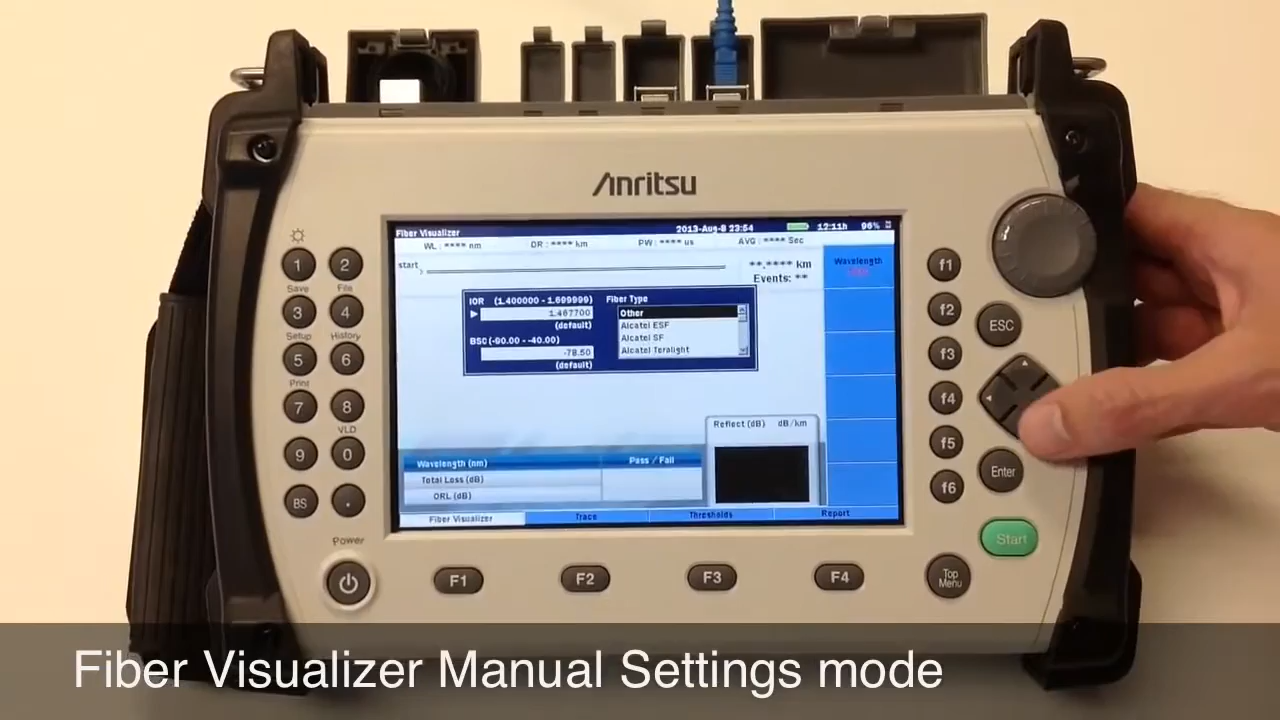 Anritsu
Fiber Visualizer 2013-Aug-8 23:54 12:11h 96%
WL : **** nm DR : **** km PW : **** us AVG : **** Sec
start
**.**** km
Events: **
Wavelength
IOR (1.400000 - 1.699999) Fiber Type
1.467700
(default)
BSC (-90.00 - -40.00)
-78.50
(default)
Other
Alcatel ESF
Alcatel SF
Alcatel Teralight
Reflect (dB) dB/km
Wavelength (nm) Pass / Fail
Total Loss (dB)
ORL (dB)
Fiber Visualizer Trace Thresholds Report
1 2
Save File
3 4
Setup History
5 6
Print
7 8
VLD
9 0
BS .
Power
F1 F2 F3 F4
f1
f2
f3
f4
f5
f6
ESC
Enter
Start
Top
Menu
Fiber Visualizer Manual Settings mode